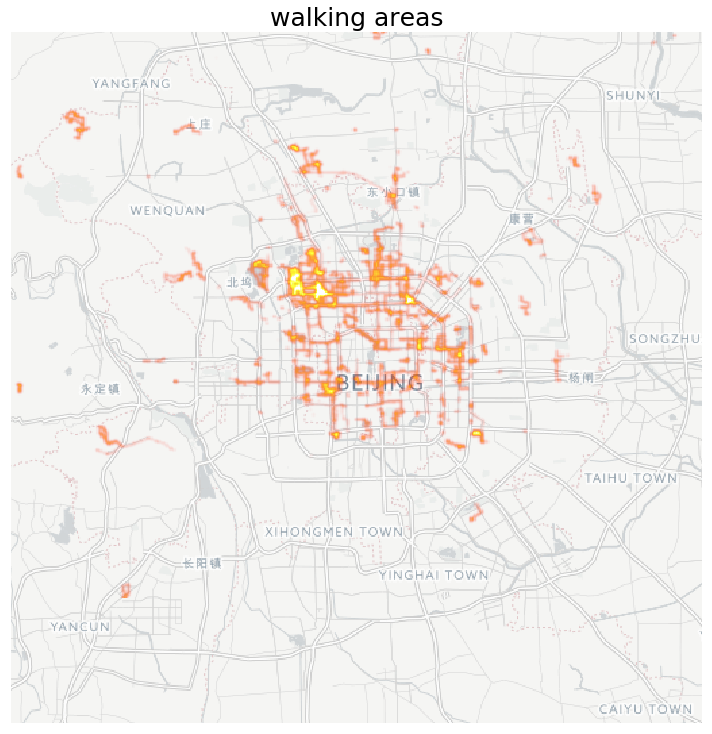 walking areas
YANGFANG
SHUNYI
上庄
东小口镇
WENQUAN
康营
北坞
SONGZHU
BEIJING
杨闸
永定镇
TAIHU TOWN
XIHONGMEN TOWN
长阳镇
YINGHAI TOWN
YANCUN
CAIYU TOWN